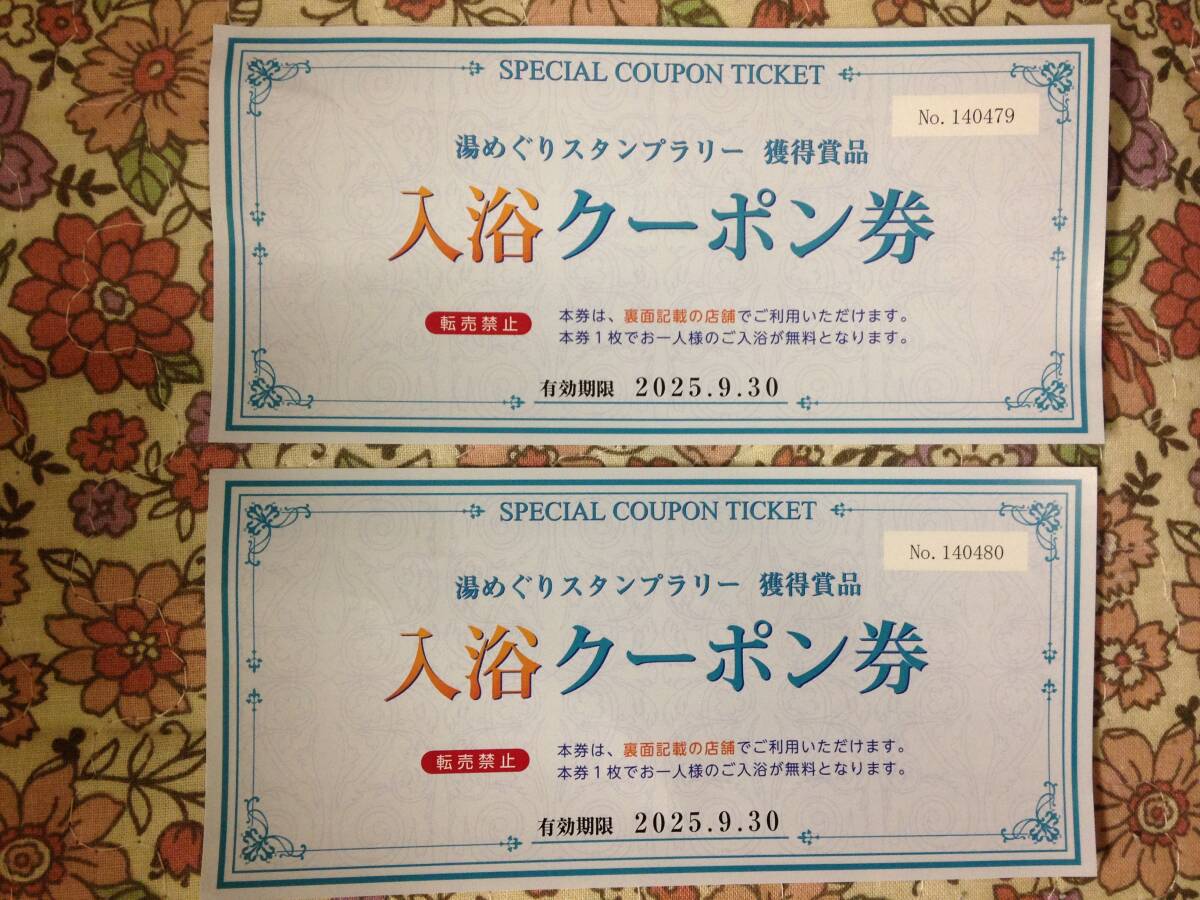 SPECIAL COUPON TICKET
No. 140479
湯めぐりスタンプラリー 獲得賞品
入浴クーポン券
転売禁止
本券は、裏面記載の店舗でご利用いただけます。
本券1枚でお一人様のご入浴が無料となります。
有効期限 2025.9.30
SPECIAL COUPON TICKET
No. 140480
湯めぐりスタンプラリー 獲得賞品
入浴クーポン券
転売禁止
本券は、裏面記載の店舗でご利用いただけます。
本券1枚でお一人様のご入浴が無料となります。
有効期限 2025.9.30